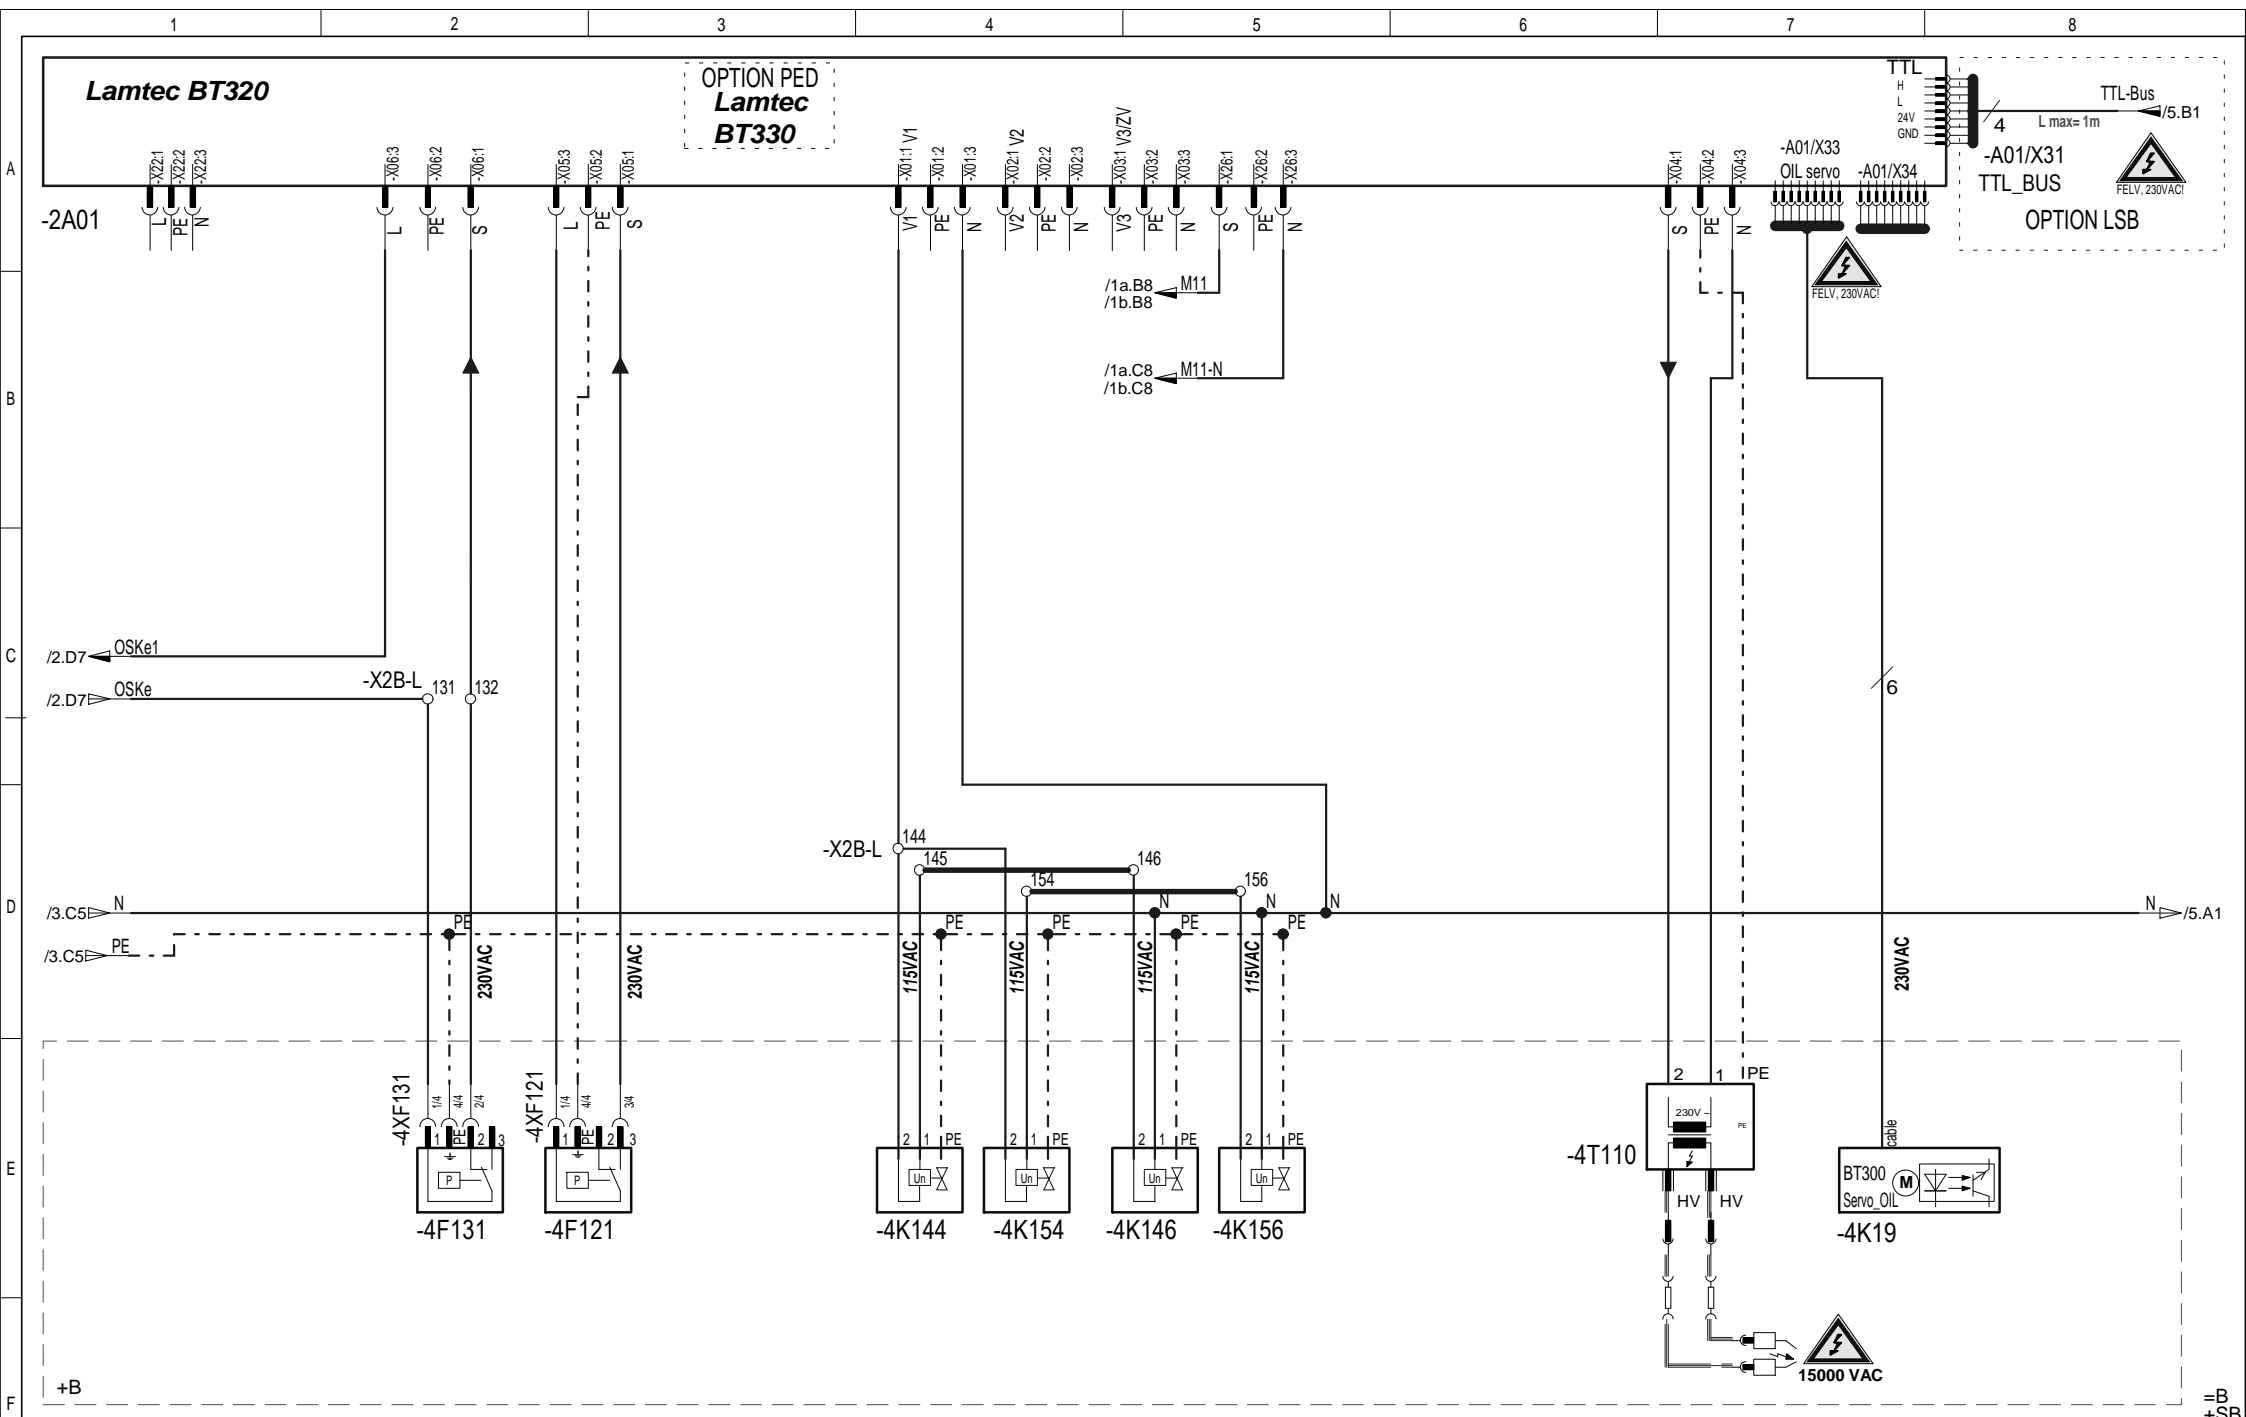 1 2 3 4 5 6 7 8
Lamtec BT320
OPTION PED
Lamtec
BT330
TTL
H
L
24V
GND
4
TTL-Bus
/5.B1
L max= 1m
-A01/X31
TTL_BUS
FELV, 230VAC!
OPTION LSB
A
-X22:1 -X22:2 -X22:3 -X06:3 -X06:2 -X06:1 -X05:3 -X05:2 -X05:1 -X01:1 V1 -X01:2 -X01:3 -X02:1 V2 -X02:2 -X02:3 -X03:1 V3/ZV -X03:2 -X03:3 -X26:1 -X26:2 -X26:3 -X04:1 -X04:2 -X04:3
-A01/X33
OIL servo
-A01/X34
-2A01
L PE N L PE S L PE S V1 PE N V2 PE N V3 PE N S PE N S PE N
FELV, 230VAC!
/1a.B8
/1b.B8
M11
B
/1a.C8
/1b.C8
M11-N
C
/2.D7 OSKe1
/2.D7 OSKe
-X2B-L 131 132
6
-X2B-L 144
145 146
154 156
D
/3.C5 N
N N N
N /5.A1
/3.C5 PE
PE PE PE PE PE
230VAC 230VAC 115VAC 115VAC 115VAC 115VAC 230VAC
E
-4XF131 1/4 4/4 2/4
-4XF121 1/4 4/4 3/4
1 PE 2 3
1 PE 2 3
P
P
-4F131
-4F121
2 1 PE
2 1 PE
2 1 PE
2 1 PE
Un
Un
Un
Un
-4K144
-4K154
-4K146
-4K156
2 1 PE
230V ~
PE
-4T110
HV HV
cable
BT300
Servo_OIL
M
-4K19
15000 VAC
F
+B
=B
+SB